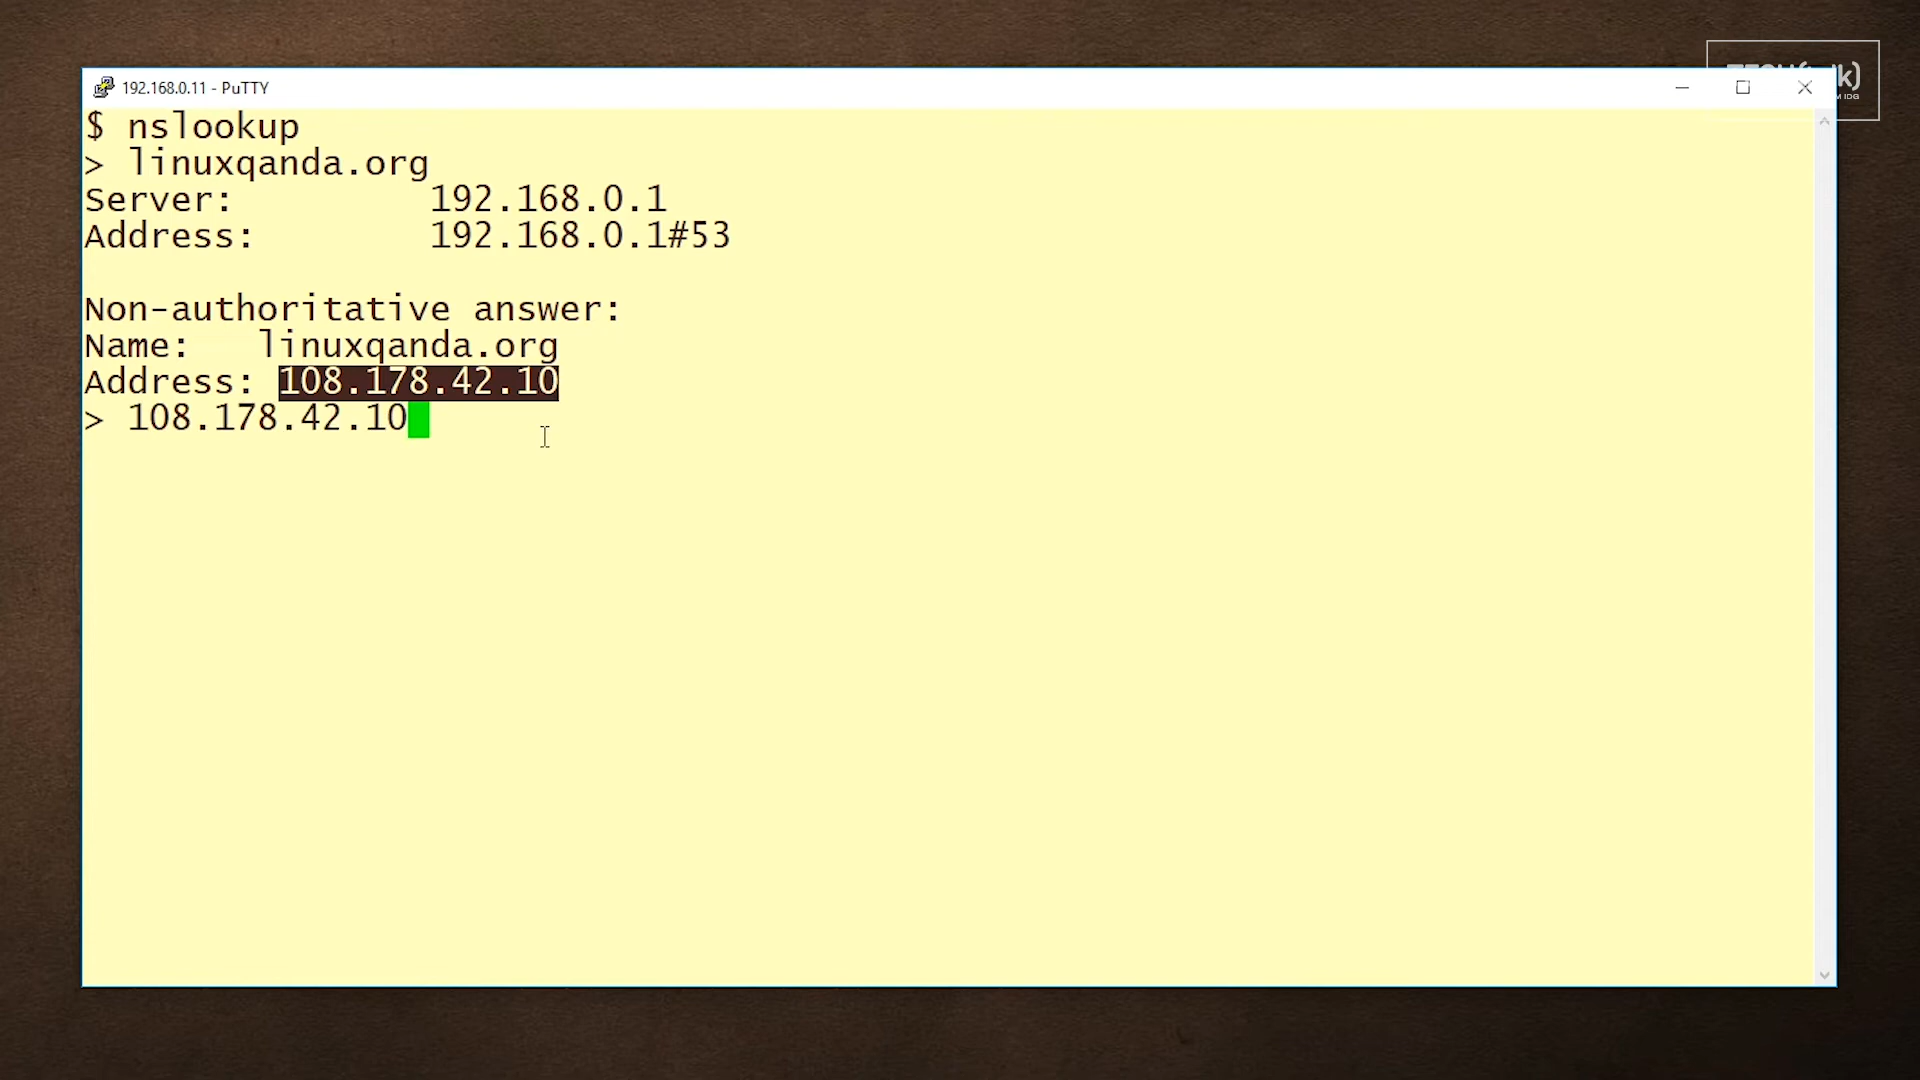 192.168.0.11 - PuTTY
$ nslookup
> linuxqanda.org
Server: 192.168.0.1
Address: 192.168.0.1#53
Non-authoritative answer:
Name: linuxqanda.org
Address: 108.178.42.10
> 108.178.42.10